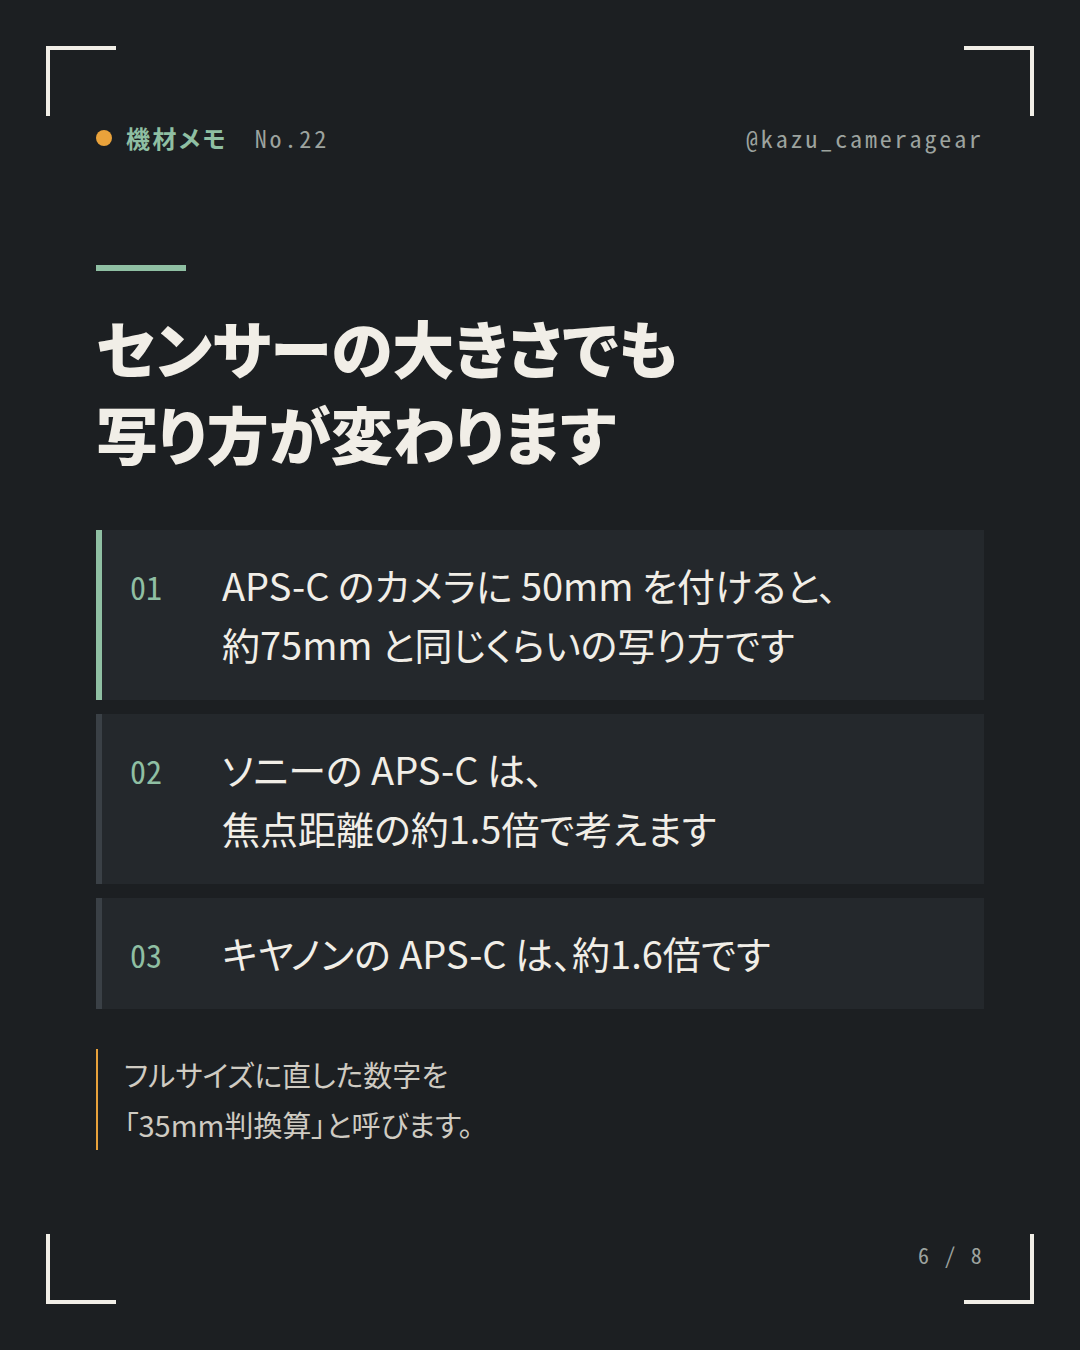 機材メモ No.22
@kazu_cameragear
センサーの大きさでも
写り方が変わります
01 APS-C のカメラに 50mm を付けると、
約75mm と同じくらいの写り方です
02 ソニーの APS-C は、
焦点距離の約1.5倍で考えます
03 キヤノンの APS-C は、約1.6倍です
フルサイズに直した数字を
「35mm判換算」と呼びます。
6 / 8